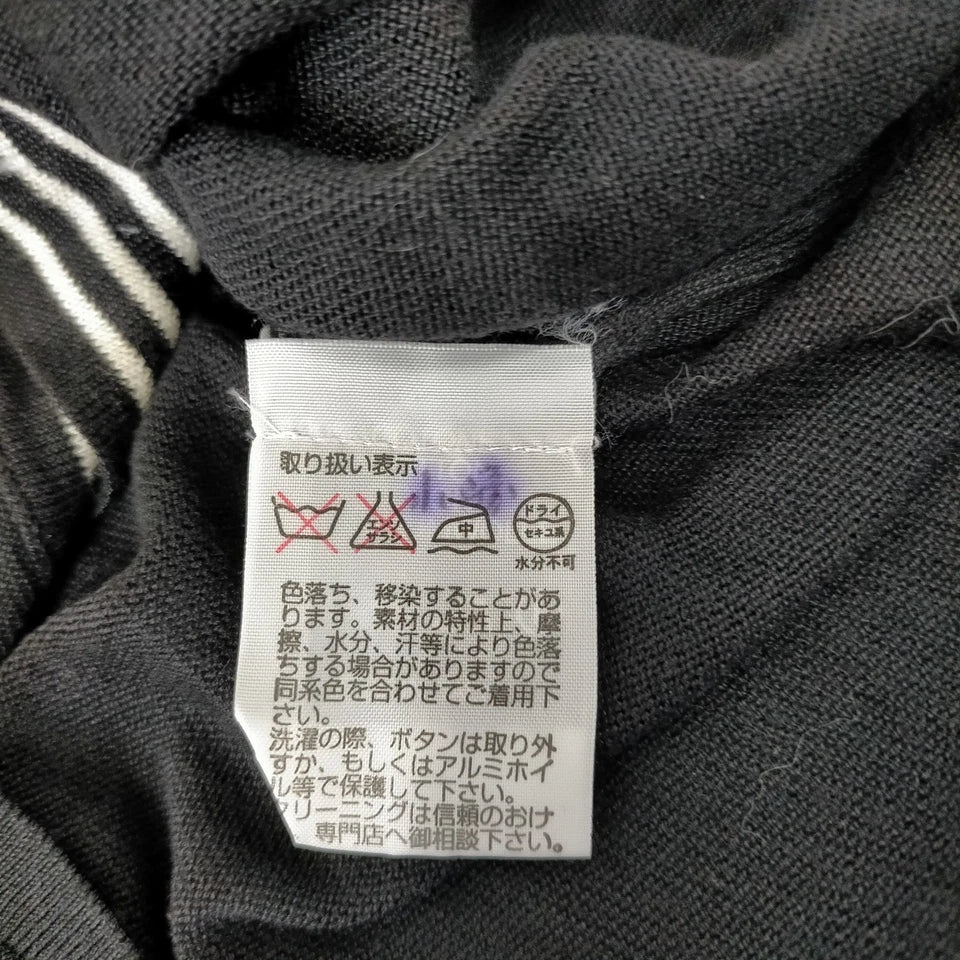 取り扱い表示
エンソ
サラシ
中
ドライ
セキユ系
水分不可
色落ち、移染することがあ
ります。素材の特性上、摩
擦、水分、汗等により色落
ちする場合がありますので
同系色を合わせてご着用下
さい。
洗濯の際、ボタンは取り外
すか、もしくはアルミホイ
ル等で保護して下さい。
クリーニングは信頼のおけ
専門店へ御相談下さい。